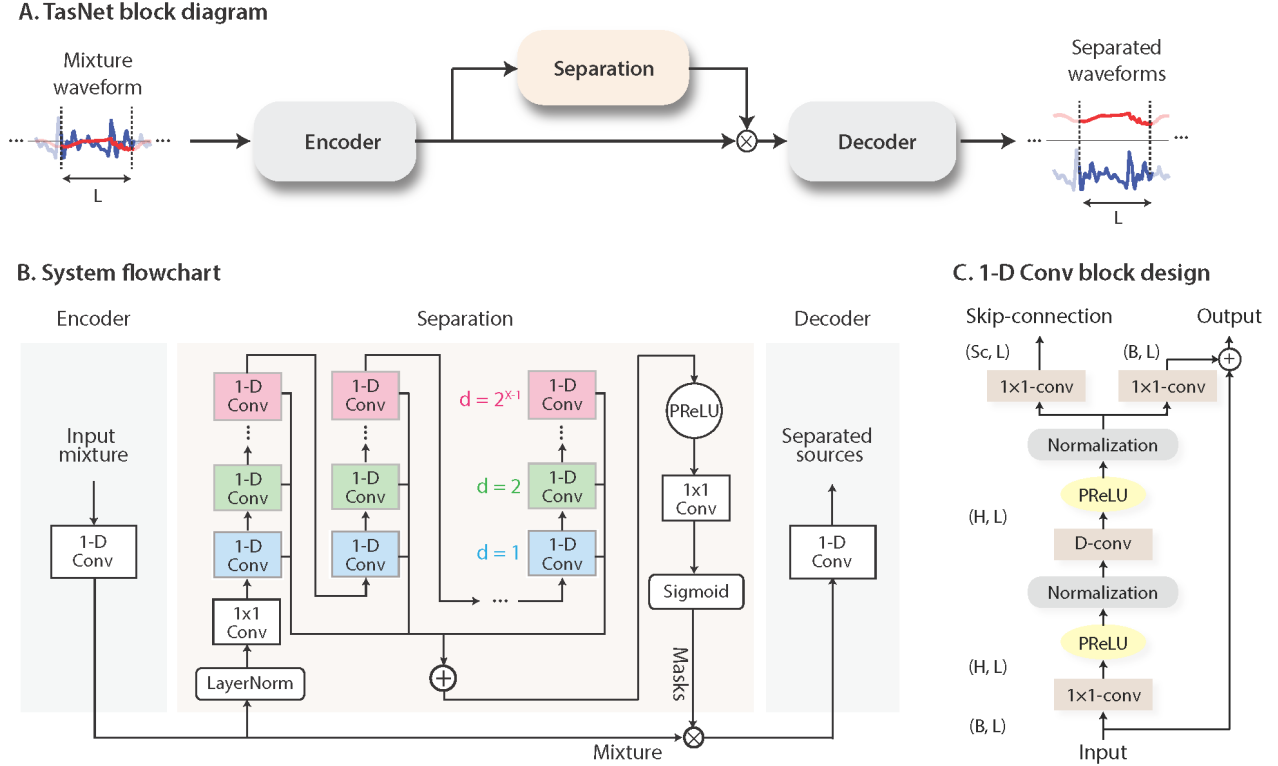 A. TasNet block diagram
Mixture
waveform
...
...
L
Encoder
Separation
⊗
Decoder
Separated
waveforms
...
...
L
B. System flowchart
Encoder
Separation
Decoder
Input
mixture
1-D
Conv
1-D
Conv
...
1-D
Conv
1-D
Conv
1x1
Conv
LayerNorm
1-D
Conv
...
1-D
Conv
1-D
Conv
d = 2^X-1
d = 2
d = 1
...
1-D
Conv
...
1-D
Conv
1-D
Conv
+
PReLU
1x1
Conv
Sigmoid
Masks
Mixture
⊗
Separated
sources
1-D
Conv
C. 1-D Conv block design
Skip-connection
Output
(Sc, L)
(B, L)
+
1×1-conv
1×1-conv
Normalization
PReLU
(H, L)
D-conv
Normalization
PReLU
(H, L)
1×1-conv
(B, L)
Input